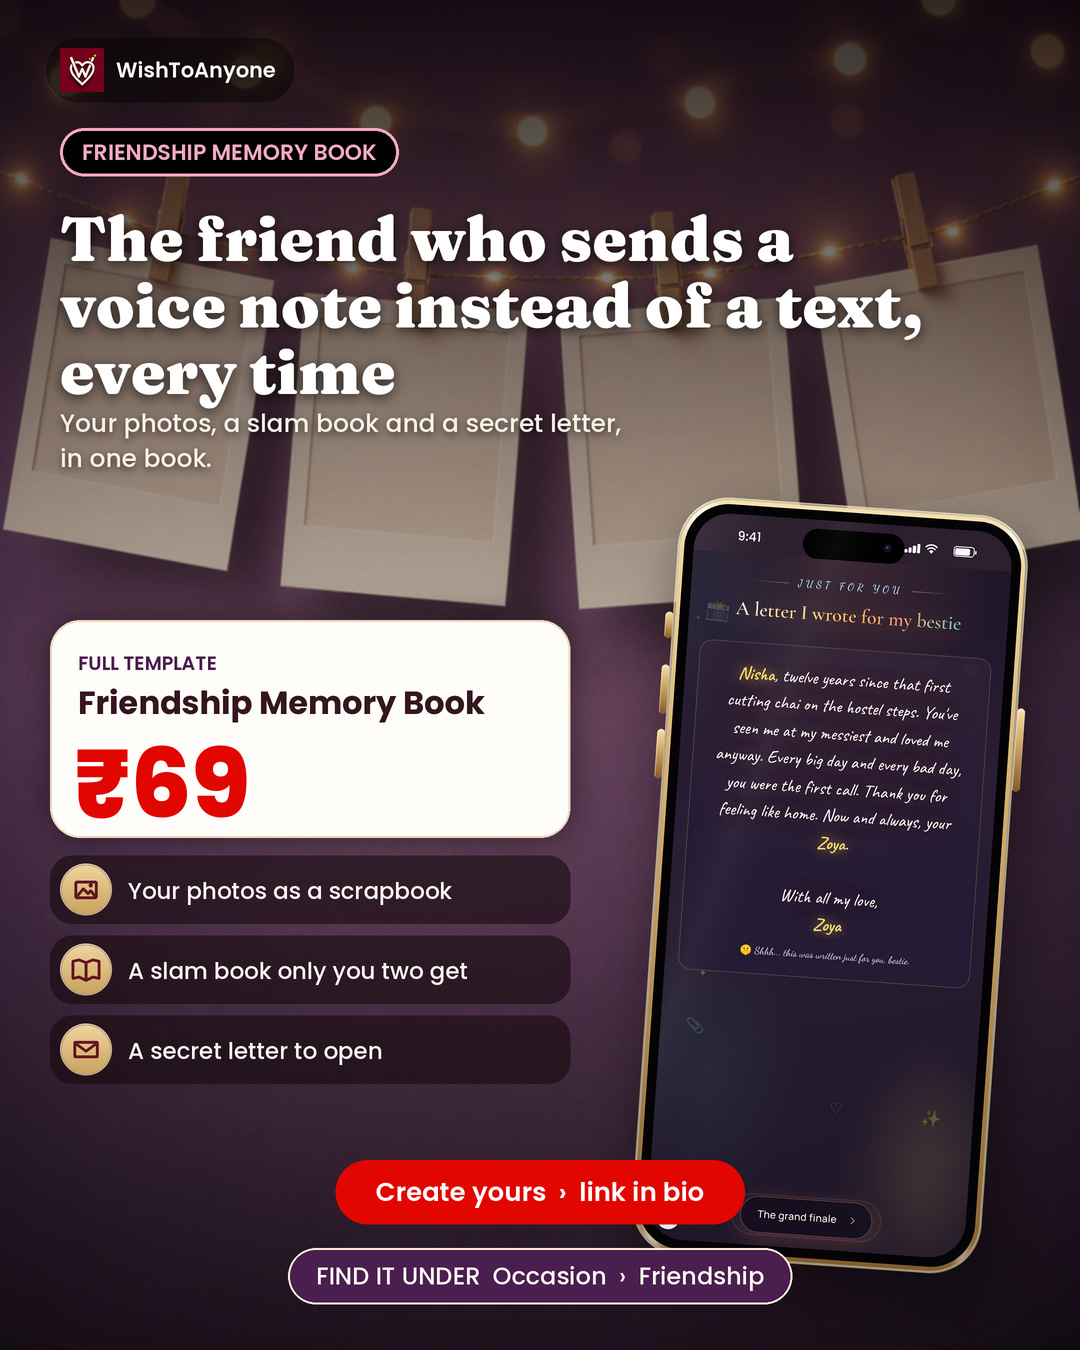 WishToAnyone
FRIENDSHIP MEMORY BOOK
The friend who sends a
voice note instead of a text,
every time
Your photos, a slam book and a secret letter,
in one book.
FULL TEMPLATE
Friendship Memory Book
₹69
Your photos as a scrapbook
A slam book only you two get
A secret letter to open
9:41
JUST FOR YOU
📸 A letter I wrote for my bestie
Nisha, twelve years since that first
cutting chai on the hostel steps. You've
seen me at my messiest and loved me
anyway. Every big day and every bad day,
you were the first call. Thank you for
feeling like home. Now and always, your
Zoya.
With all my love,
Zoya
🤫 Shhh... this was written just for you, bestie.
The grand finale ›
Create yours › link in bio
FIND IT UNDER Occasion › Friendship